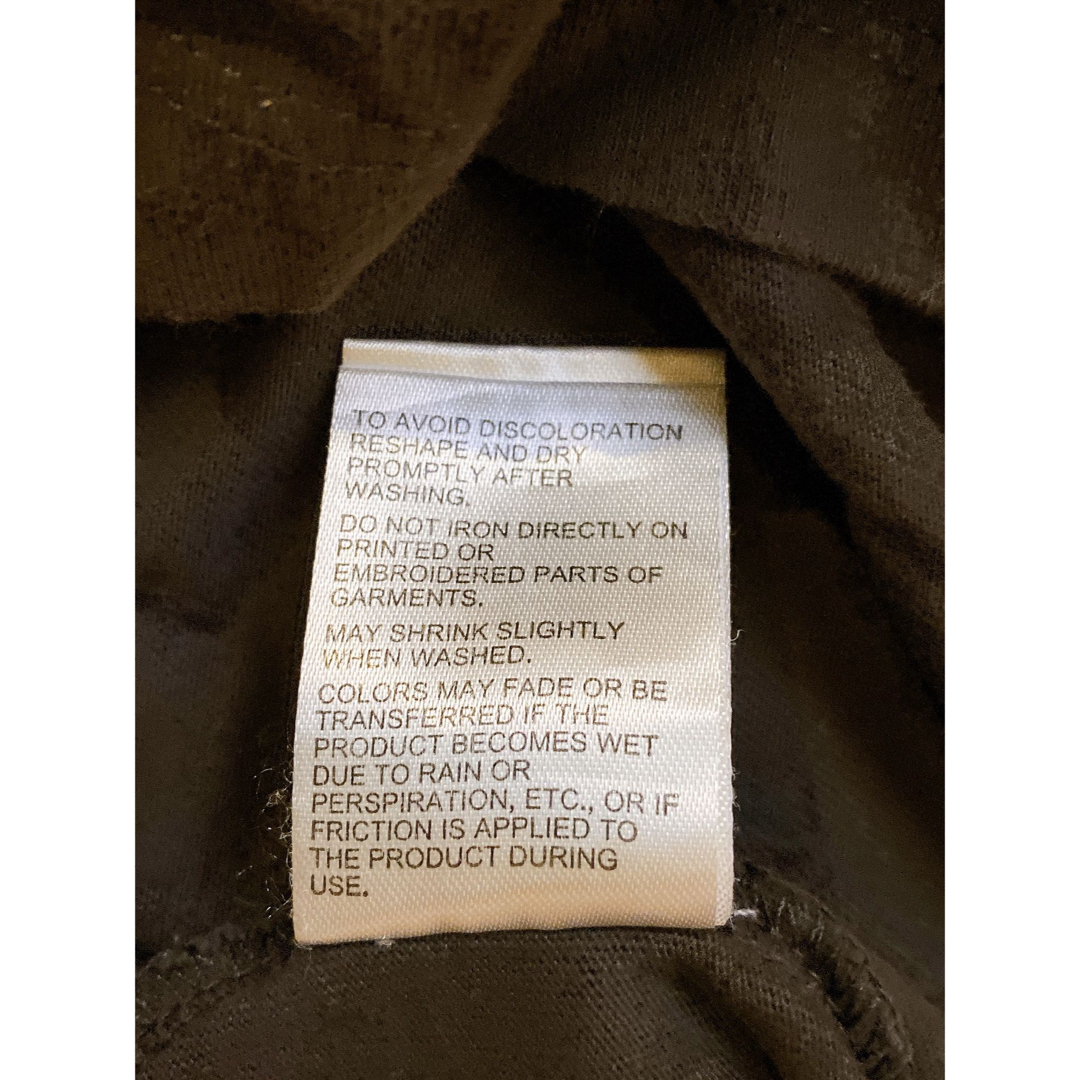 TO AVOID DISCOLORATION
RESHAPE AND DRY
PROMPTLY AFTER
WASHING.
DO NOT IRON DIRECTLY ON
PRINTED OR
EMBROIDERED PARTS OF
GARMENTS.
MAY SHRINK SLIGHTLY
WHEN WASHED.
COLORS MAY FADE OR BE
TRANSFERRED IF THE
PRODUCT BECOMES WET
DUE TO RAIN OR
PERSPIRATION, ETC., OR IF
FRICTION IS APPLIED TO
THE PRODUCT DURING
USE.